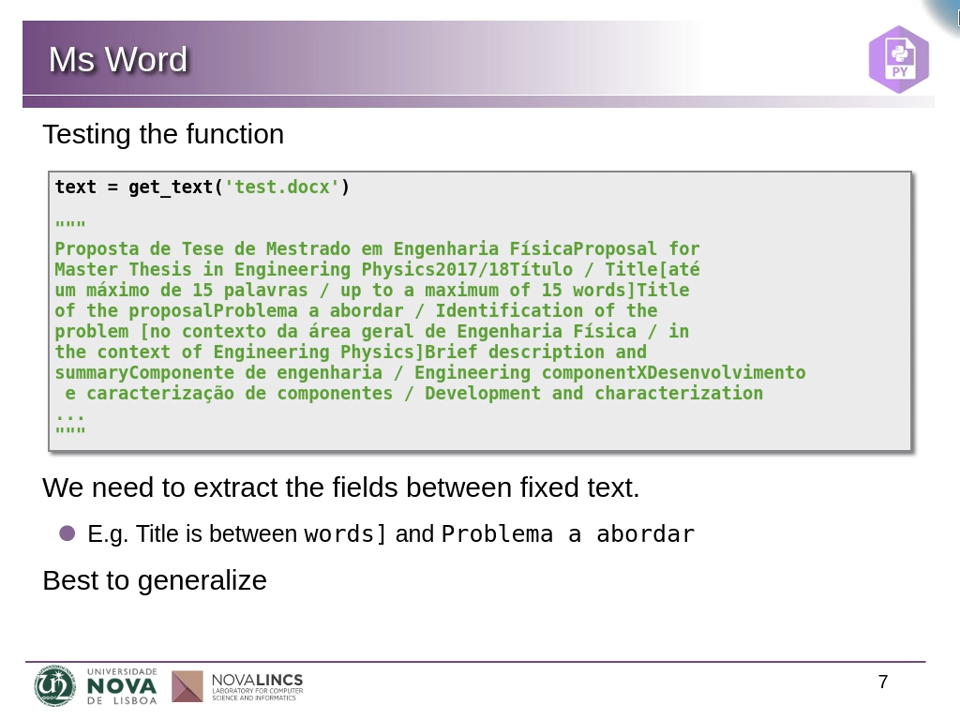 Ms Word
PY
Testing the function
text = get_text('test.docx')
"""
Proposta de Tese de Mestrado em Engenharia FísicaProposal for
Master Thesis in Engineering Physics2017/18Título / Title[até
um máximo de 15 palavras / up to a maximum of 15 words]Title
of the proposalProblema a abordar / Identification of the
problem [no contexto da área geral de Engenharia Física / in
the context of Engineering Physics]Brief description and
summaryComponente de engenharia / Engineering componentXDesenvolvimento
 e caracterização de componentes / Development and characterization
...
"""
We need to extract the fields between fixed text.
E.g. Title is between words] and Problema a abordar
Best to generalize
UNIVERSIDADE
NOVA
DE LISBOA
NOVALINCS
LABORATORY FOR COMPUTER
SCIENCE AND INFORMATICS
7